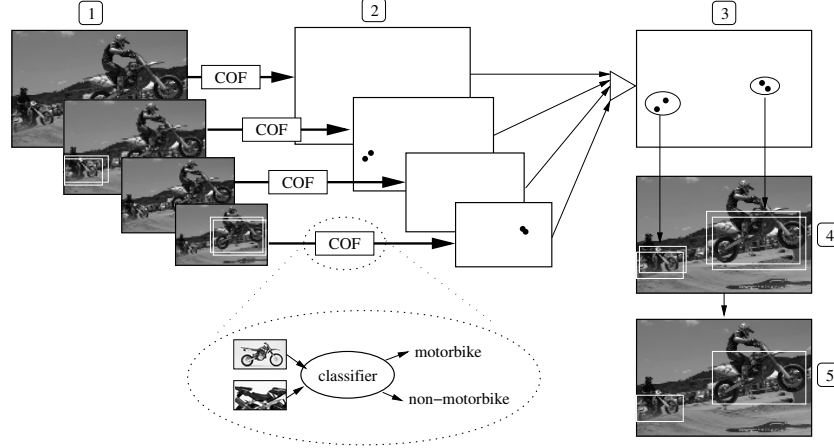 1
2
3
COF
COF
COF
COF
4
5
classifier
motorbike
non−motorbike